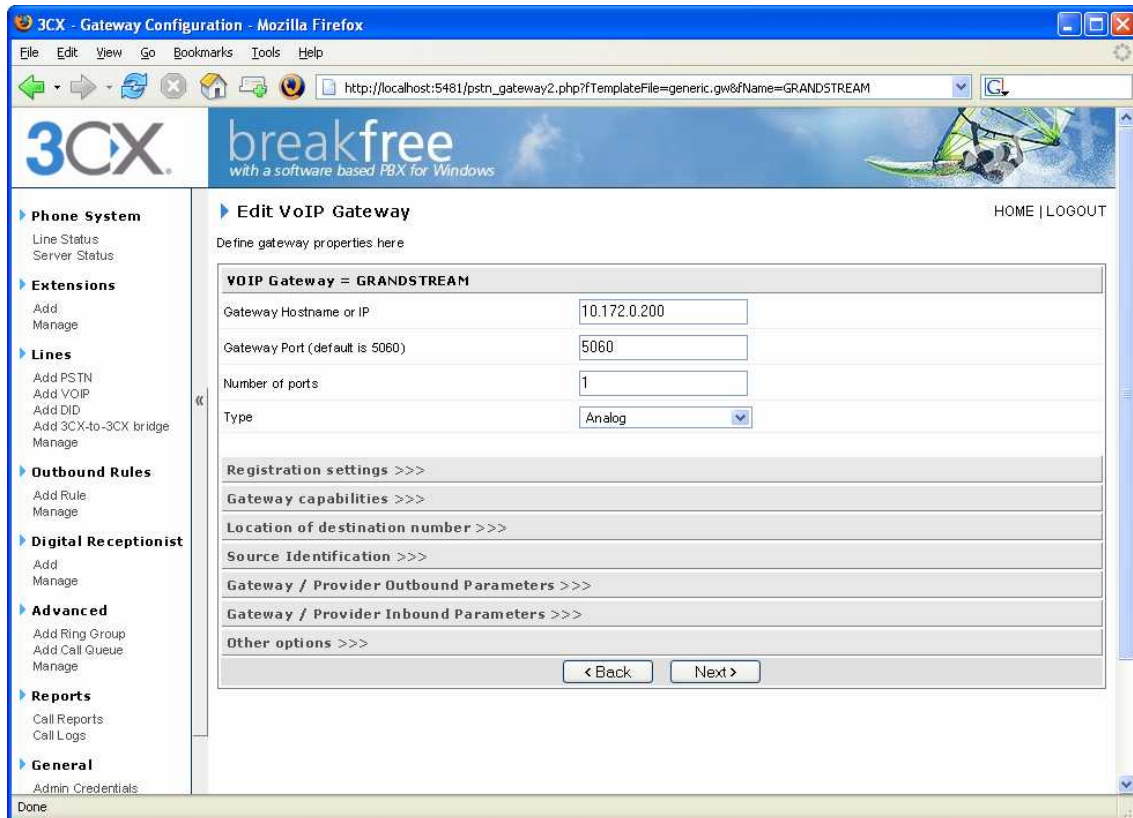 3CX - Gateway Configuration - Mozilla Firefox
File Edit View Go Bookmarks Tools Help
http://localhost:5481/pstn_gateway2.php?fTemplateFile=generic.gw&fName=GRANDSTREAM
G
3CX.
breakfree
with a software based PBX for Windows
Phone System
Line Status
Server Status
Extensions
Add
Manage
Lines
Add PSTN
Add VOIP
Add DID
Add 3CX-to-3CX bridge
Manage
Outbound Rules
Add Rule
Manage
Digital Receptionist
Add
Manage
Advanced
Add Ring Group
Add Call Queue
Manage
Reports
Call Reports
Call Logs
General
Admin Credentials
«
Edit VoIP Gateway
HOME | LOGOUT
Define gateway properties here
VOIP Gateway = GRANDSTREAM
Gateway Hostname or IP 10.172.0.200
Gateway Port (default is 5060) 5060
Number of ports 1
Type Analog
Registration settings >>>
Gateway capabilities >>>
Location of destination number >>>
Source Identification >>>
Gateway / Provider Outbound Parameters >>>
Gateway / Provider Inbound Parameters >>>
Other options >>>
< Back Next >
Done